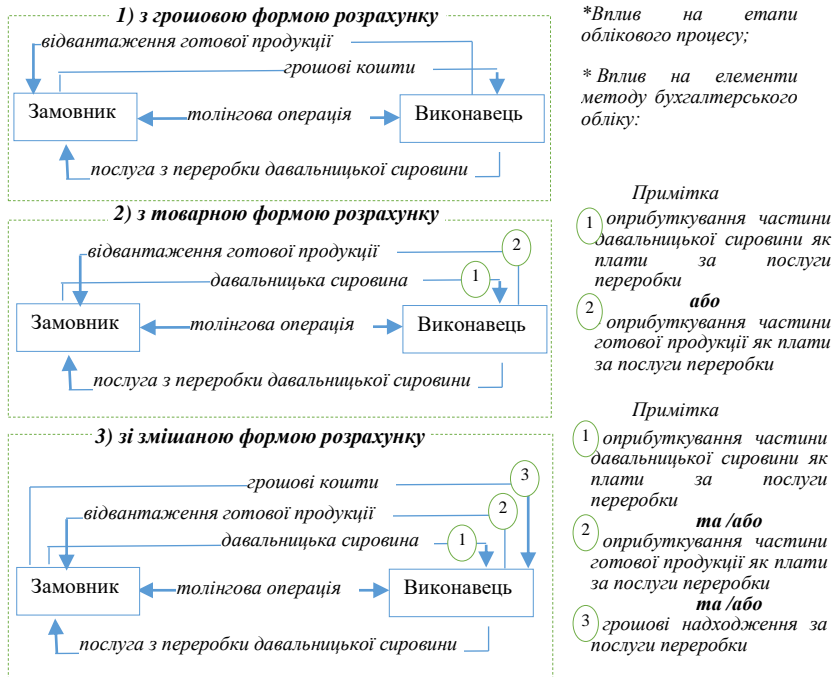 1) з грошовою формою розрахунку
відвантаження готової продукції
грошові кошти
Замовник
толінгова операція
Виконавець
послуга з переробки давальницької сировини
*Вплив на етапи
облікового процесу;
* Вплив на елементи
методу бухгалтерського
обліку:
2) з товарною формою розрахунку
відвантаження готової продукції
2
давальницька сировина
1
Замовник
толінгова операція
Виконавець
послуга з переробки давальницької сировини
Примітка
1 оприбуткування частини
давальницької сировини як
плати за послуги
переробки
або
2 оприбуткування частини
готової продукції як плати
за послуги переробки
3) зі змішаною формою розрахунку
грошові кошти
3
відвантаження готової продукції
2
давальницька сировина
1
Замовник
толінгова операція
Виконавець
послуга з переробки давальницької сировини
Примітка
1 оприбуткування частини
давальницької сировини як
плати за послуги
переробки
та /або
2 оприбуткування частини
готової продукції як плати
за послуги переробки
та /або
3 грошові надходження за
послуги переробки